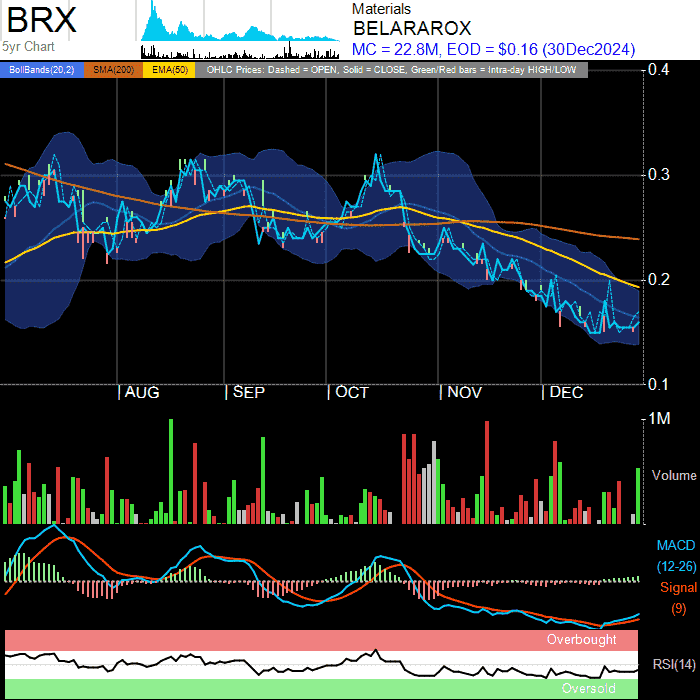 BRX
5yr Chart
Materials
BELARAROX
MC = 22.8M, EOD = $0.16 (30Dec2024)
BollBands(20,2) SMA(200) EMA(50) OHLC Prices: Dashed = OPEN, Solid = CLOSE, Green/Red bars = Intra-day HIGH/LOW
0.4
0.3
0.2
0.1
AUG SEP OCT NOV DEC
1M
Volume
MACD
(12-26)
Signal
(9)
Overbought
RSI(14)
Oversold